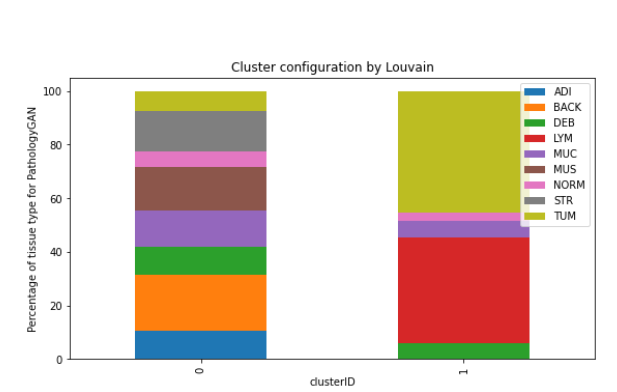 Cluster configuration by Louvain
Percentage of tissue type for PathologyGAN
100
80
60
40
20
0
0
1
clusterID
ADI
BACK
DEB
LYM
MUC
MUS
NORM
STR
TUM